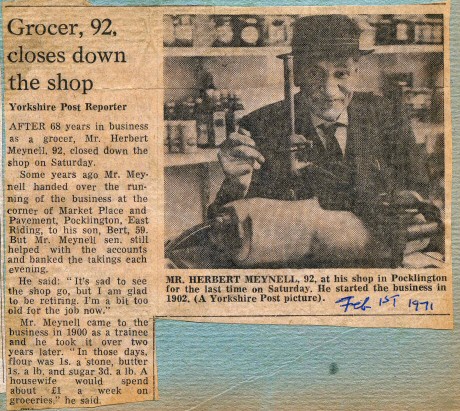 Grocer, 92,
closes down
the shop
Yorkshire Post Reporter
AFTER 68 years in business
as a grocer, Mr. Herbert
Meynell, 92, closed down the
shop on Saturday.
Some years ago Mr. Mey-
nell handed over the run-
ning of the business at the
corner of Market Place and
Pavement, Pocklington, East
Riding, to his son, Bert, 59.
But Mr. Meynell sen. still
helped with the accounts
and banked the takings each
evening.
He said: "It's sad to see
the shop go, but I am glad
to be retiring. I'm a bit too
old for the job now."
Mr. Meynell came to the
business in 1900 as a trainee
and he took it over two
years later. "In those days,
flour was 1s. a stone, butter
1s. a lb. and sugar 3d. a lb. A
housewife would spend
about £1 a week on
groceries," he said.
MR. HERBERT MEYNELL, 92, at his shop in Pocklington
for the last time on Saturday. He started the business in
1902. (A Yorkshire Post picture).
Feb 1ST 1971